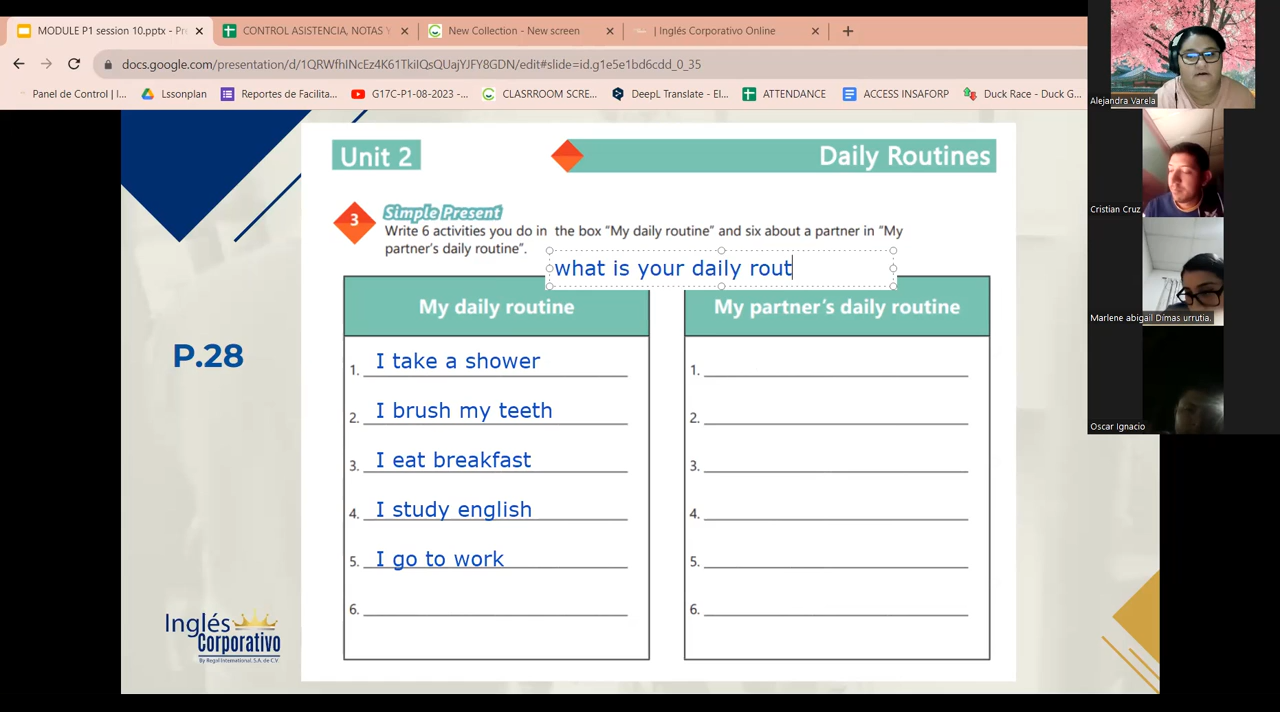 MODULE P1 session 10.pptx - Pr
CONTROL ASISTENCIA, NOTAS Y
New Collection - New screen
| Inglés Corporativo Online
docs.google.com/presentation/d/1QRWfhINcEz4K61TkiIQsQUajYJFY8GDN/edit#slide=id.g1e5e1bd6cdd_0_35
Panel de Control | I...
Lssonplan
Reportes de Facilita...
G17C-P1-08-2023 -...
CLASSROOM SCRE...
DeepL Translate - El...
ATTENDANCE
ACCESS INSAFORP
Duck Race - Duck G...
Alejandra Varela
Cristian Cruz
Marlene abigail Dimas urrutia.
Oscar Ignacio
Unit 2
Daily Routines
3
Simple Present
Write 6 activities you do in the box “My daily routine” and six about a partner in “My
partner’s daily routine”.
what is your daily rout
My daily routine
My partner’s daily routine
P.28
1. I take a shower
2. I brush my teeth
3. I eat breakfast
4. I study english
5. I go to work
6.
1.
2.
3.
4.
5.
6.
Inglés
Corporativo
By Regal International, S.A. de C.V.